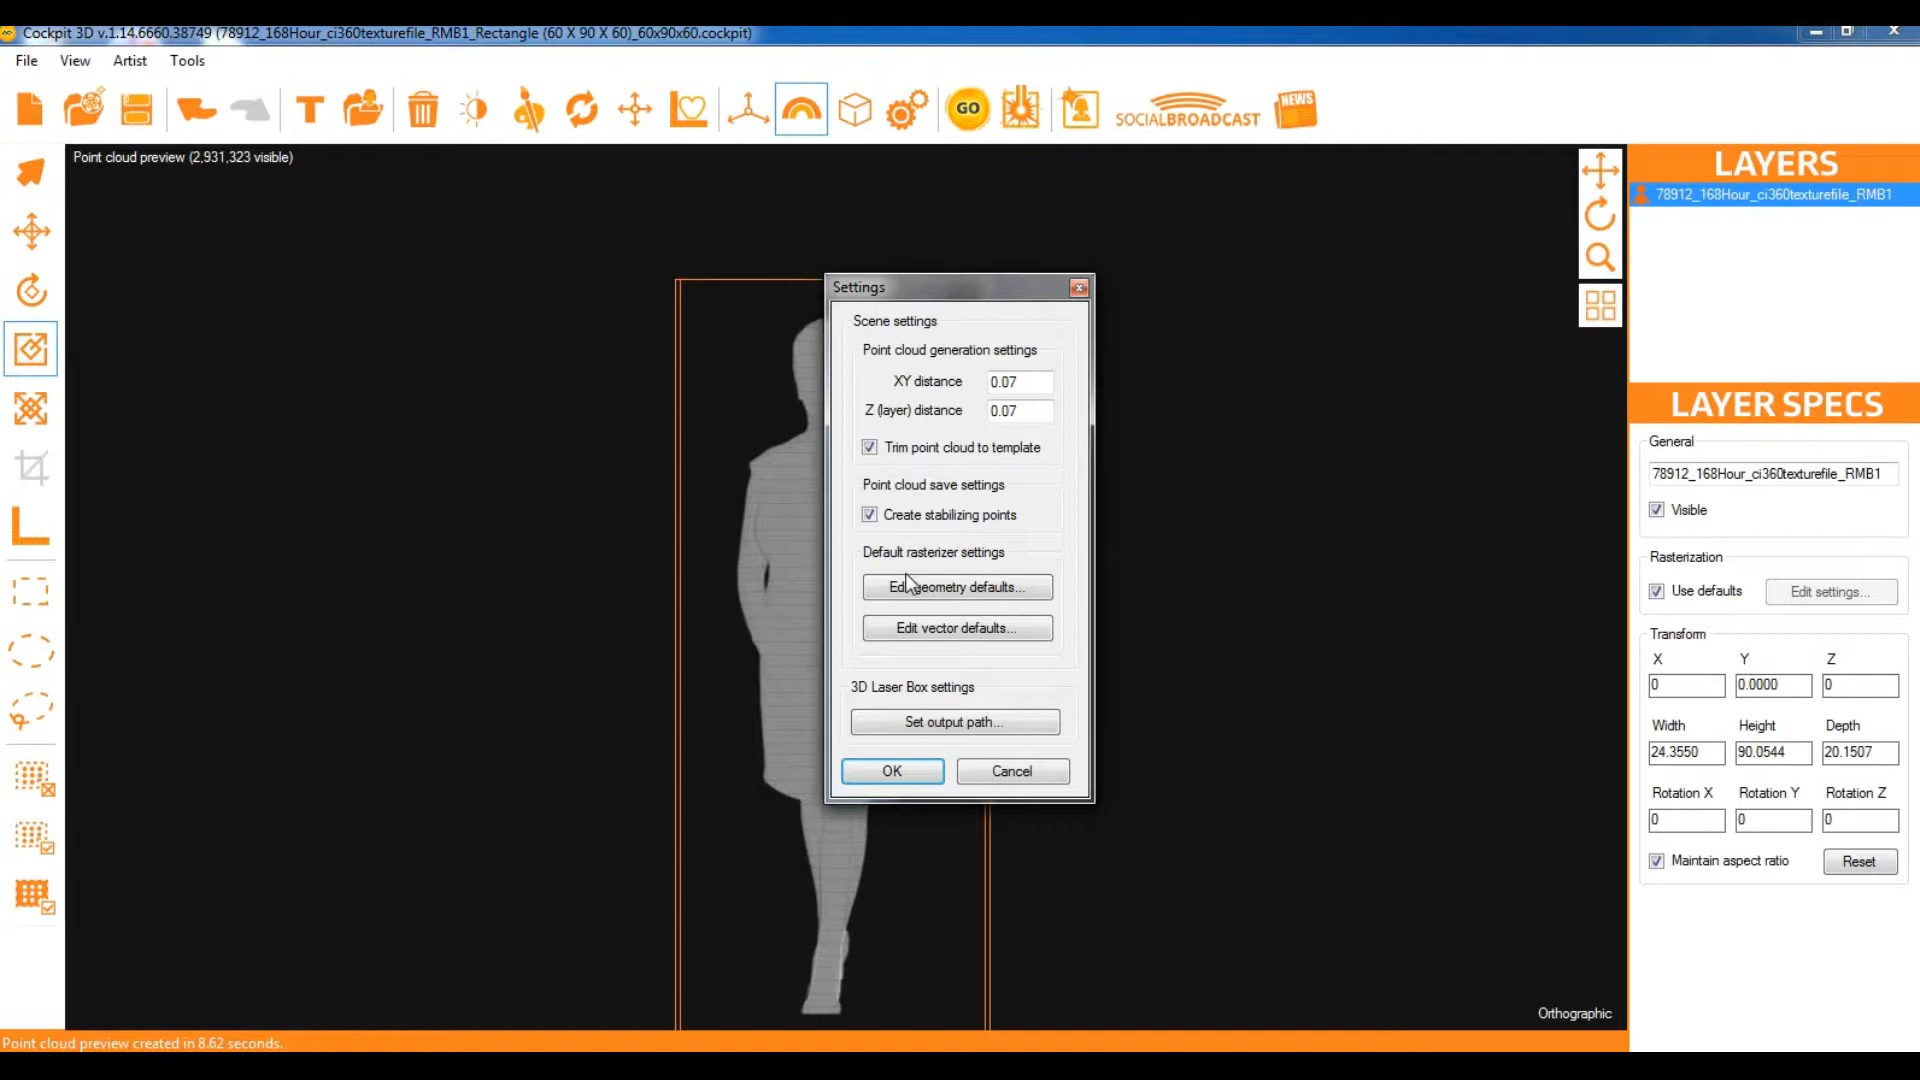 Cockpit 3D v.1.14.6660.38749 (78912_168Hour_ci360texturefile_RMB1_Rectangle (60 X 90 X 60)_60x90x60.cockpit)
File View Artist Tools
T
GO
SOCIALBROADCAST
NEWS
Point cloud preview (2,931,323 visible)
LAYERS
78912_168Hour_ci360texturefile_RMB1
Settings
Scene settings
Point cloud generation settings
XY distance 0.07
Z (layer) distance 0.07
Trim point cloud to template
Point cloud save settings
Create stabilizing points
Default rasterizer settings
geometry defaults...
Edit vector defaults...
3D Laser Box settings
Set output path...
OK Cancel
LAYER SPECS
General
78912_168Hour_ci360texturefile_RMB1
Visible
Rasterization
Use defaults Edit settings...
Transform
X Y Z
0 0.0000 0
Width Height Depth
24.3550 90.0544 20.1507
Rotation X Rotation Y Rotation Z
0 0 0
Maintain aspect ratio Reset
Orthographic
Point cloud preview created in 8.62 seconds.